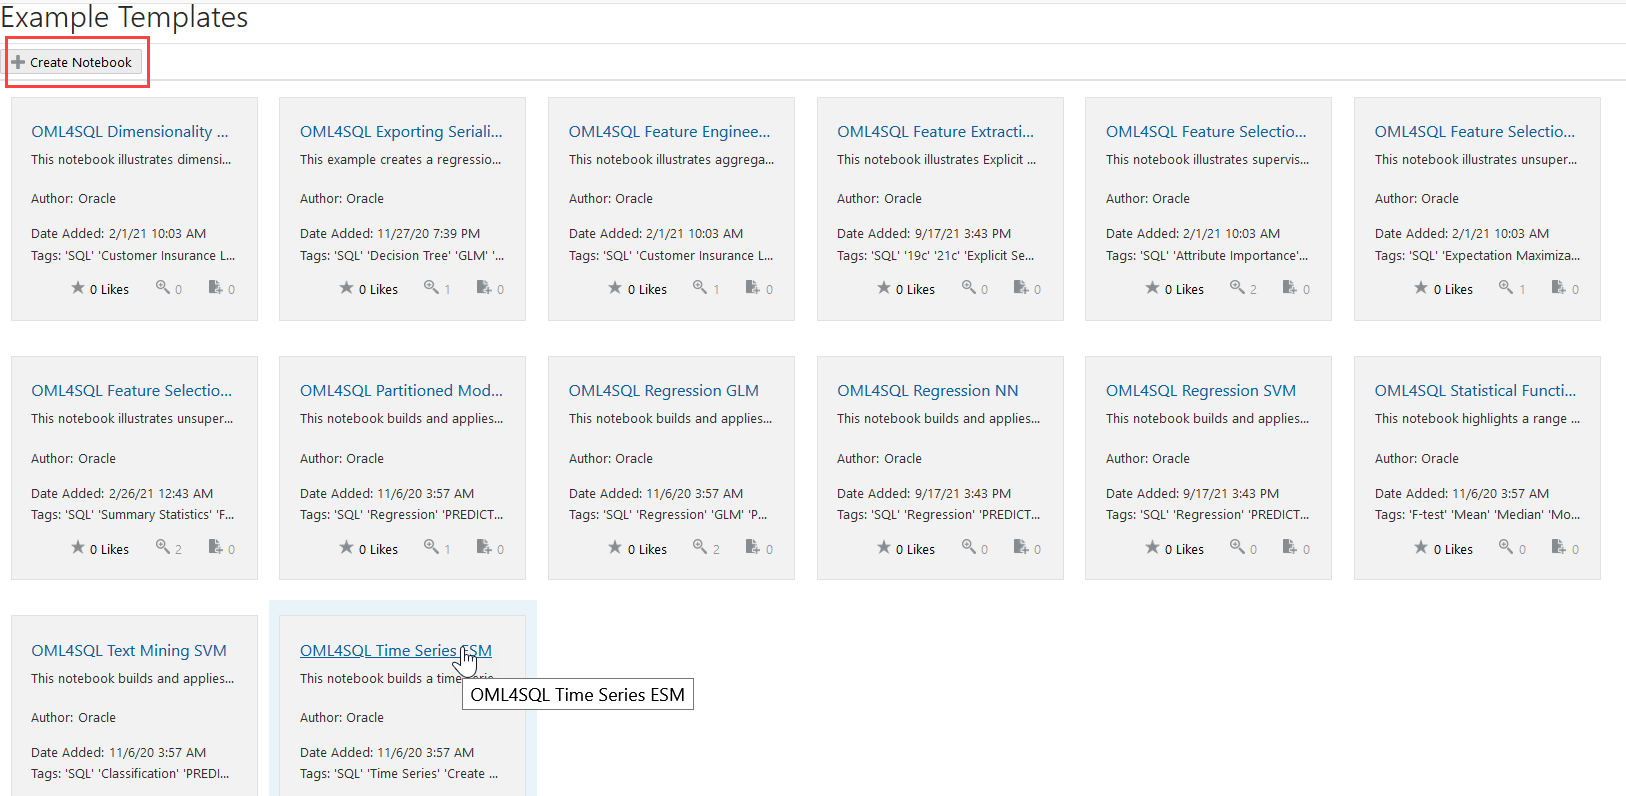 Example Templates
Create Notebook
OML4SQL Dimensionality ...
This notebook illustrates dimensi...
Author: Oracle
Date Added: 2/1/21 10:03 AM
Tags: 'SQL' 'Customer Insurance L...
0 Likes 0 0
OML4SQL Exporting Seriali...
This example creates a regressio...
Author: Oracle
Date Added: 11/27/20 7:39 PM
Tags: 'SQL' 'Decision Tree' 'GLM' '...
0 Likes 1 0
OML4SQL Feature Enginee...
This notebook illustrates aggrega...
Author: Oracle
Date Added: 2/1/21 10:03 AM
Tags: 'SQL' 'Customer Insurance L...
0 Likes 1 0
OML4SQL Feature Extracti...
This notebook illustrates Explicit ...
Author: Oracle
Date Added: 9/17/21 3:43 PM
Tags: 'SQL' '19c' '21c' 'Explicit Se...
0 Likes 0 0
OML4SQL Feature Selectio...
This notebook illustrates supervis...
Author: Oracle
Date Added: 2/1/21 10:03 AM
Tags: 'SQL' 'Attribute Importance'...
0 Likes 2 0
OML4SQL Feature Selectio...
This notebook illustrates unsuper...
Author: Oracle
Date Added: 2/1/21 10:03 AM
Tags: 'SQL' 'Expectation Maximiza...
0 Likes 1 0
OML4SQL Feature Selectio...
This notebook illustrates unsuper...
Author: Oracle
Date Added: 2/26/21 12:43 AM
Tags: 'SQL' 'Summary Statistics' 'F...
0 Likes 2 0
OML4SQL Partitioned Mod...
This notebook builds and applies...
Author: Oracle
Date Added: 11/6/20 3:57 AM
Tags: 'SQL' 'Regression' 'PREDICT...
0 Likes 1 0
OML4SQL Regression GLM
This notebook builds and applies...
Author: Oracle
Date Added: 11/6/20 3:57 AM
Tags: 'SQL' 'Regression' 'GLM' 'P...
0 Likes 2 0
OML4SQL Regression NN
This notebook builds and applies...
Author: Oracle
Date Added: 9/17/21 3:43 PM
Tags: 'SQL' 'Regression' 'PREDICT...
0 Likes 0 0
OML4SQL Regression SVM
This notebook builds and applies...
Author: Oracle
Date Added: 9/17/21 3:43 PM
Tags: 'SQL' 'Regression' 'PREDICT...
0 Likes 0 0
OML4SQL Statistical Functi...
This notebook highlights a range ...
Author: Oracle
Date Added: 11/6/20 3:57 AM
Tags: 'F-test' 'Mean' 'Median' 'Mo...
0 Likes 0 0
OML4SQL Text Mining SVM
This notebook builds and applies...
Author: Oracle
Date Added: 11/6/20 3:57 AM
Tags: 'SQL' 'Classification' 'PREDI...
OML4SQL Time Series ESM
This notebook builds a time
OML4SQL Time Series ESM
Author: Oracle
Date Added: 11/6/20 3:57 AM
Tags: 'SQL' 'Time Series' 'Create ...